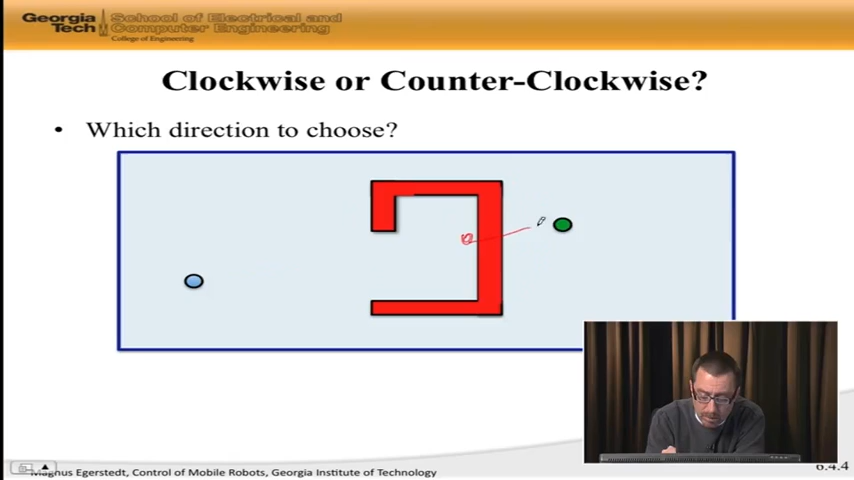 Georgia Tech
School of Electrical and
Computer Engineering
College of Engineering
Clockwise or Counter-Clockwise?
• Which direction to choose?
Magnus Egerstedt, Control of Mobile Robots, Georgia Institute of Technology
6.4.4